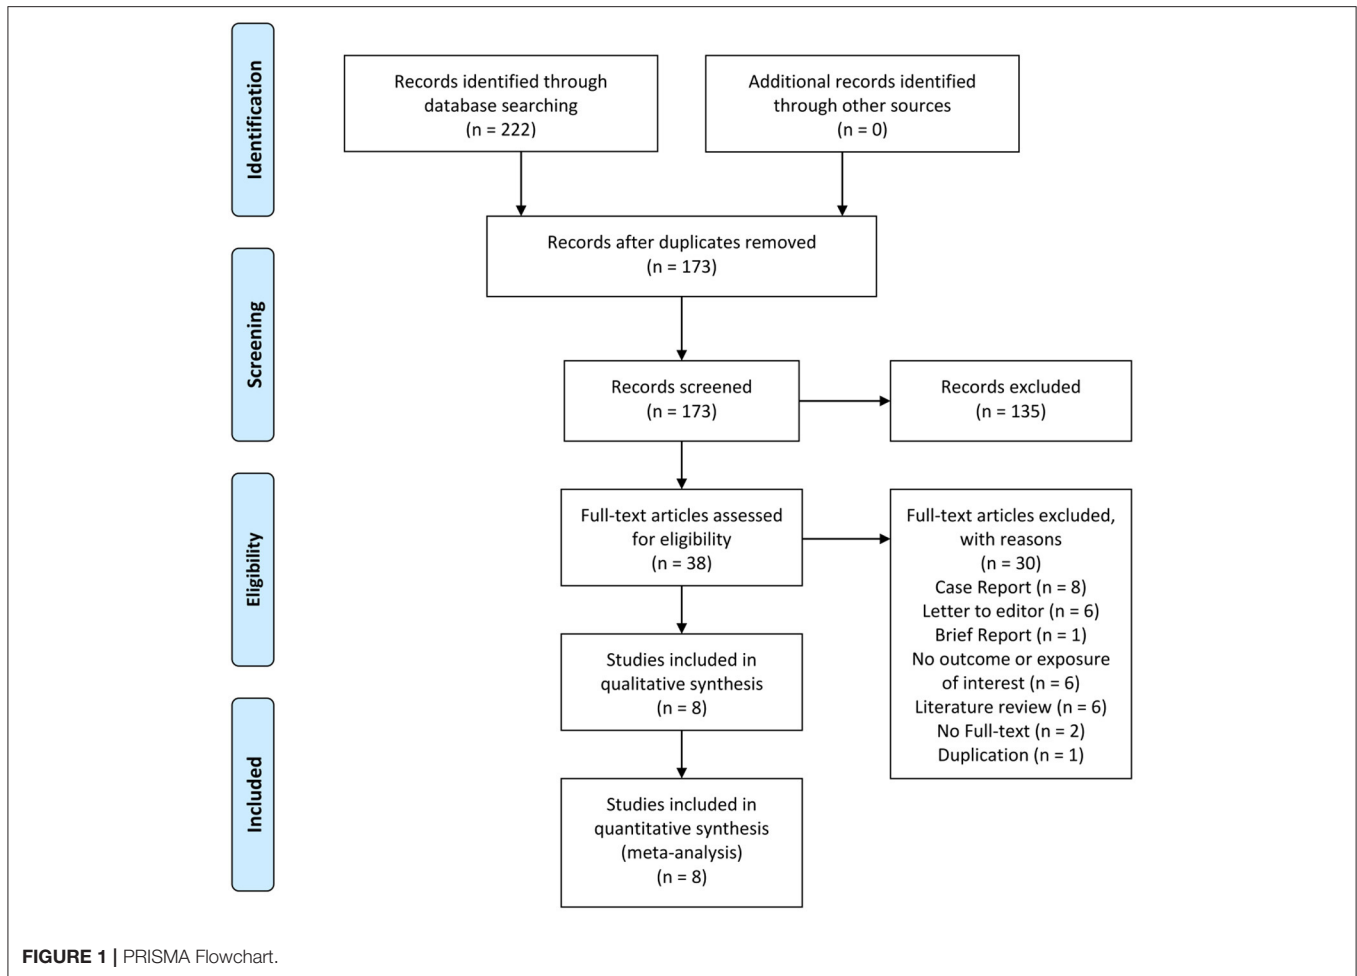 Identification
Records identified through
database searching
(n = 222)
Additional records identified
through other sources
(n = 0)
Records after duplicates removed
(n = 173)
Screening
Records screened
(n = 173)
Records excluded
(n = 135)
Eligibility
Full-text articles assessed
for eligibility
(n = 38)
Full-text articles excluded,
with reasons
(n = 30)
Case Report (n = 8)
Letter to editor (n = 6)
Brief Report (n = 1)
No outcome or exposure
of interest (n = 6)
Literature review (n = 6)
No Full-text (n = 2)
Duplication (n = 1)
Studies included in
qualitative synthesis
(n = 8)
Included
Studies included in
quantitative synthesis
(meta-analysis)
(n = 8)
FIGURE 1 | PRISMA Flowchart.